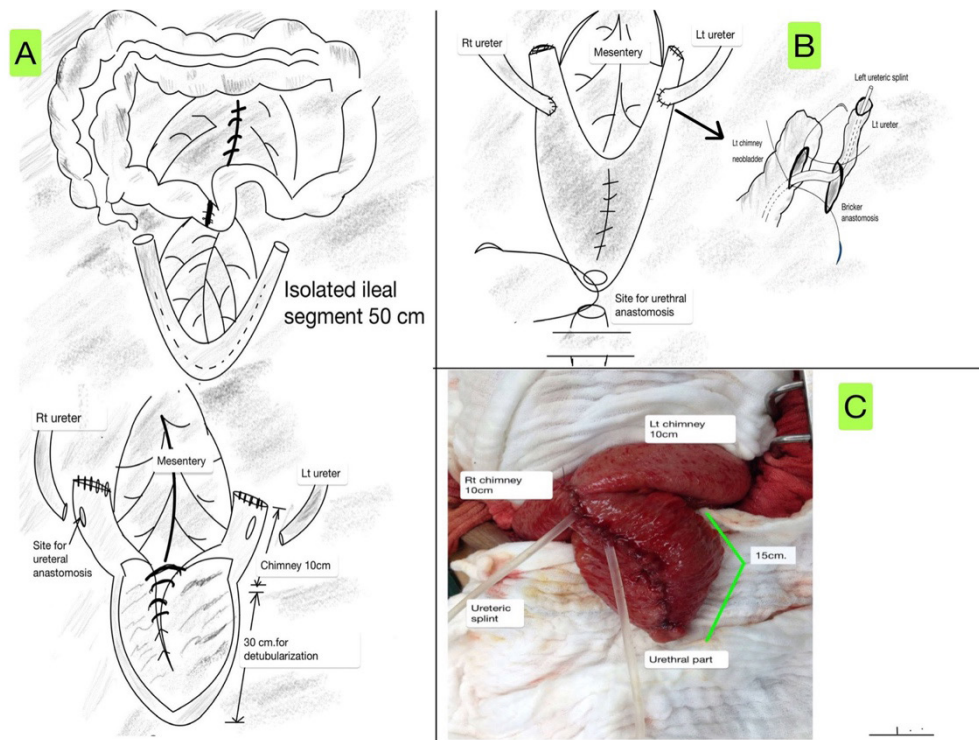 A
Isolated ileal
segment 50 cm
Rt ureter
Mesentery
Lt ureter
Site for
ureteral
anastomosis
Chimney 10cm
30 cm.for
detubularization
B
Rt ureter
Mesentery
Lt ureter
Left ureteric splint
Lt ureter
Lt chimney
neobladder
Bricker
anastomosis
Site for urethral
anastomosis
C
Lt chimney
10cm
Rt chimney
10cm
15cm.
Ureteric
splint
Urethral part